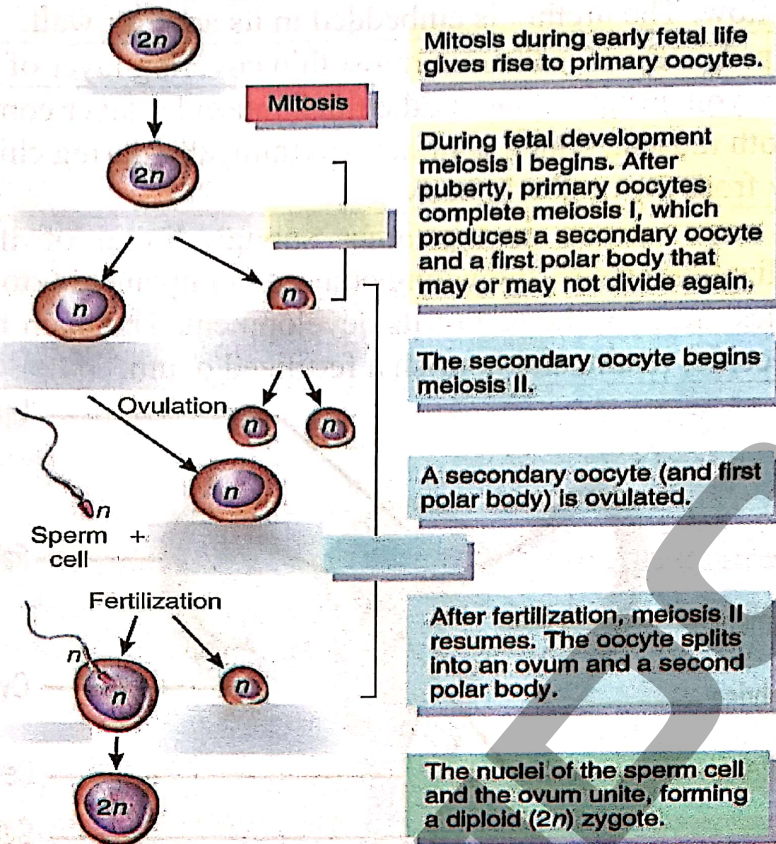 2n
Mitosis during early fetal life
gives rise to primary oocytes.
Mitosis
2n
During fetal development
meiosis I begins. After
puberty, primary oocytes
complete meiosis I, which
produces a secondary oocyte
and a first polar body that
may or may not divide again.
n
n
The secondary oocyte begins
meiosis II.
Ovulation
n
n
n
A secondary oocyte (and first
polar body) is ovulated.
n
Sperm +
cell
Fertilization
After fertilization, meiosis II
resumes. The oocyte splits
into an ovum and a second
polar body.
n
n
n
The nuclei of the sperm cell
and the ovum unite, forming
a diploid (2n) zygote.
2n